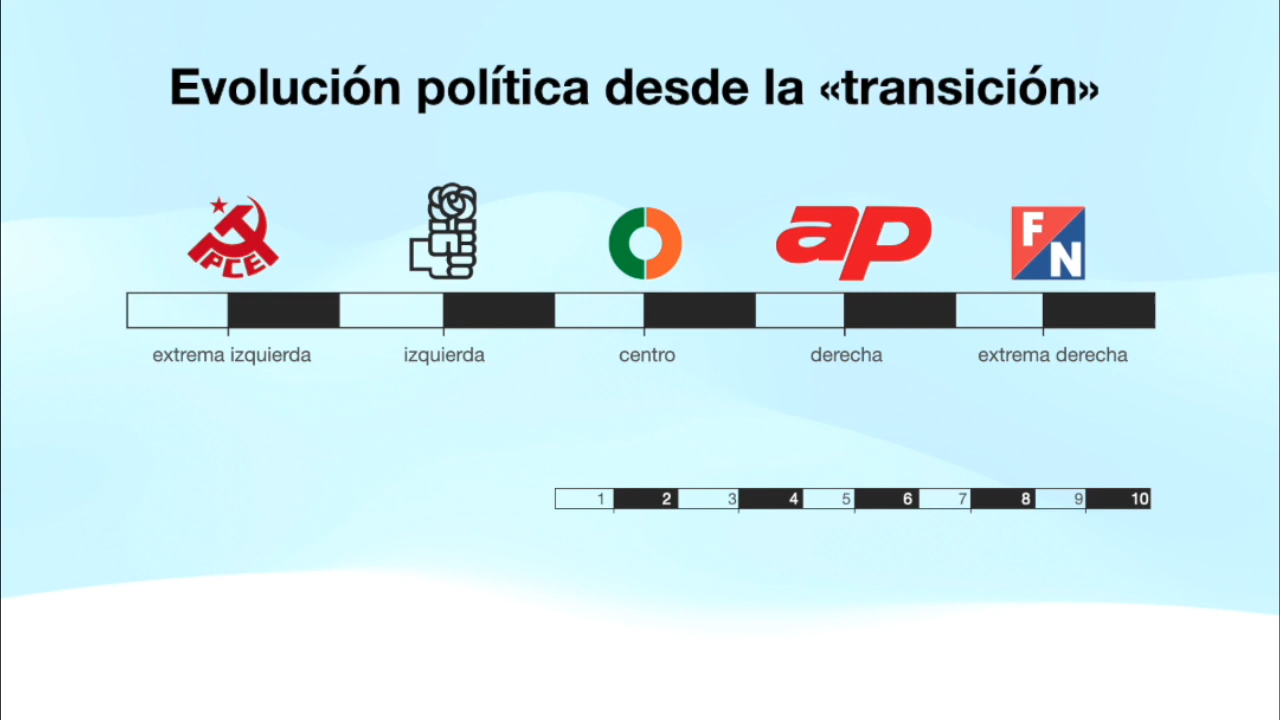 Evolución política desde la «transición»
PCE
ap
F
N
extrema izquierda izquierda centro derecha extrema derecha
1 2 3 4 5 6 7 8 9 10